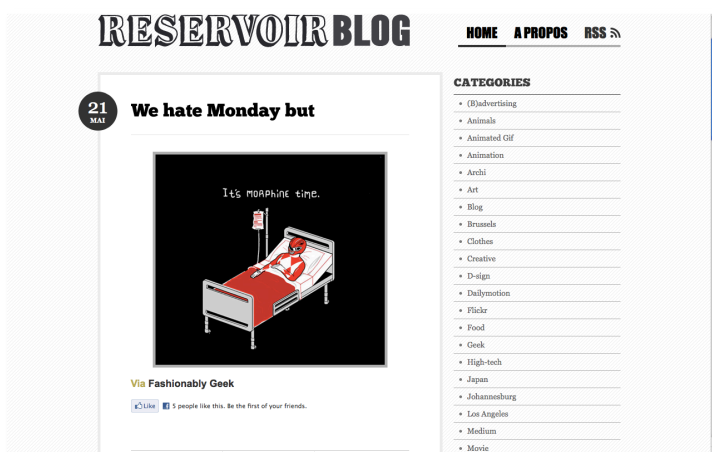 RESERVOIR BLOG
HOME A PROPOS RSS
21
MAI
We hate Monday but
It's morphine time.
Via Fashionably Geek
Like 5 people like this. Be the first of your friends.
CATEGORIES
(B)advertising
Animals
Animated Gif
Animation
Archi
Art
Blog
Brussels
Clothes
Creative
D-sign
Dailymotion
Flickr
Food
Geek
High-tech
Japan
Johannesburg
Los Angeles
Medium
Movie